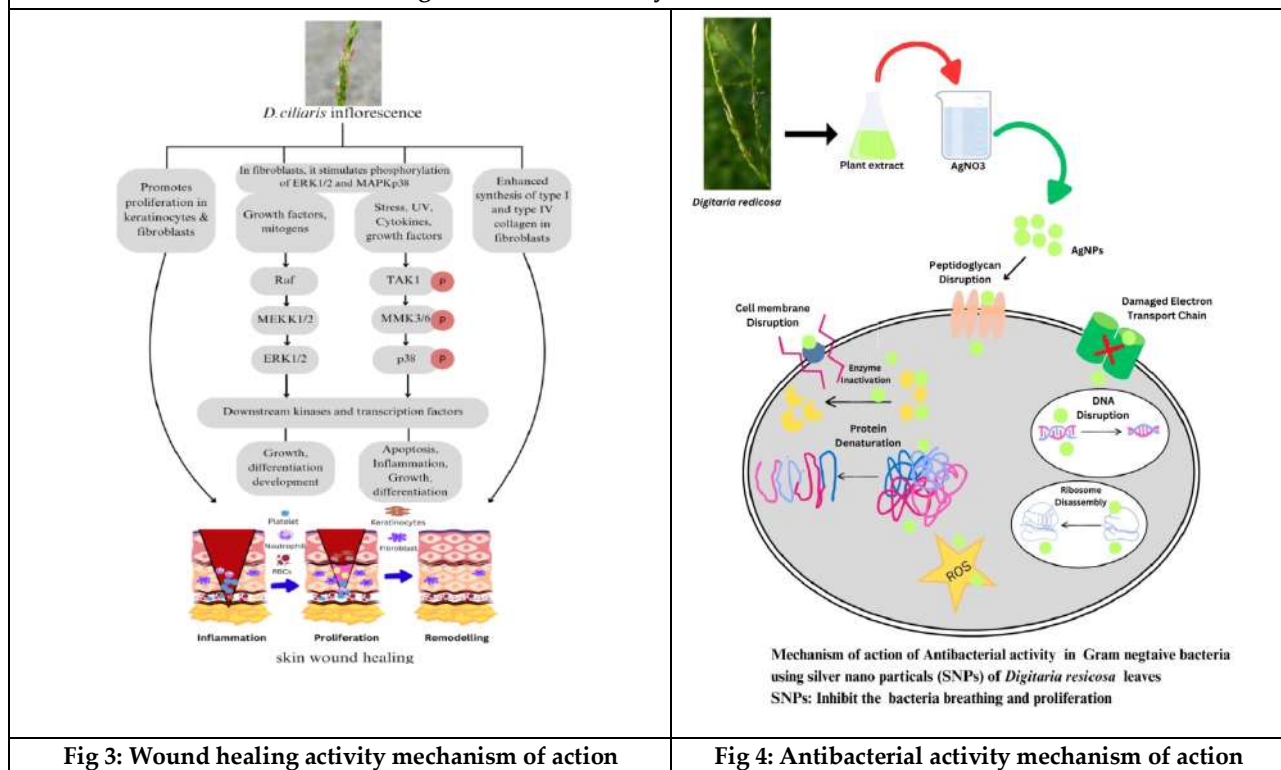 D.ciliaris inflorescence
Promotes
proliferation in
keratinocytes &
fibroblasts
In fibroblasts, it stimulates phosphorylation
of ERK1/2 and MAPKp38
Growth factors,
mitogens
Stress, UV,
Cytokines,
growth factors
Enhanced
synthesis of type I
and type IV
collagen in
fibroblasts
Raf
TAK1
P
MEKK1/2
MMK3/6
P
ERK1/2
p38
P
Downstream kinases and transcription factors
Growth,
differentiation
development
Apoptosis,
Inflammation,
Growth,
differentiation
Platelet
Neutrophil
RBCs
Keratinocytes
Fibroblast
Inflammation
Proliferation
Remodelling
skin wound healing
Fig 3: Wound healing activity mechanism of action
Digitaria redicosa
Plant extract
AgNO3
AgNPs
Peptidoglycan
Disruption
Damaged Electron
Transport Chain
Cell membrane
Disruption
Enzyme
Inactivation
DNA
Disruption
Protein
Denaturation
Ribosome
Disassembly
ROS
Mechanism of action of Antibacterial activity in Gram negtaive bacteria
using silver nano particals (SNPs) of Digitaria resicosa leaves
SNPs: Inhibit the bacteria breathing and proliferation
Fig 4: Antibacterial activity mechanism of action